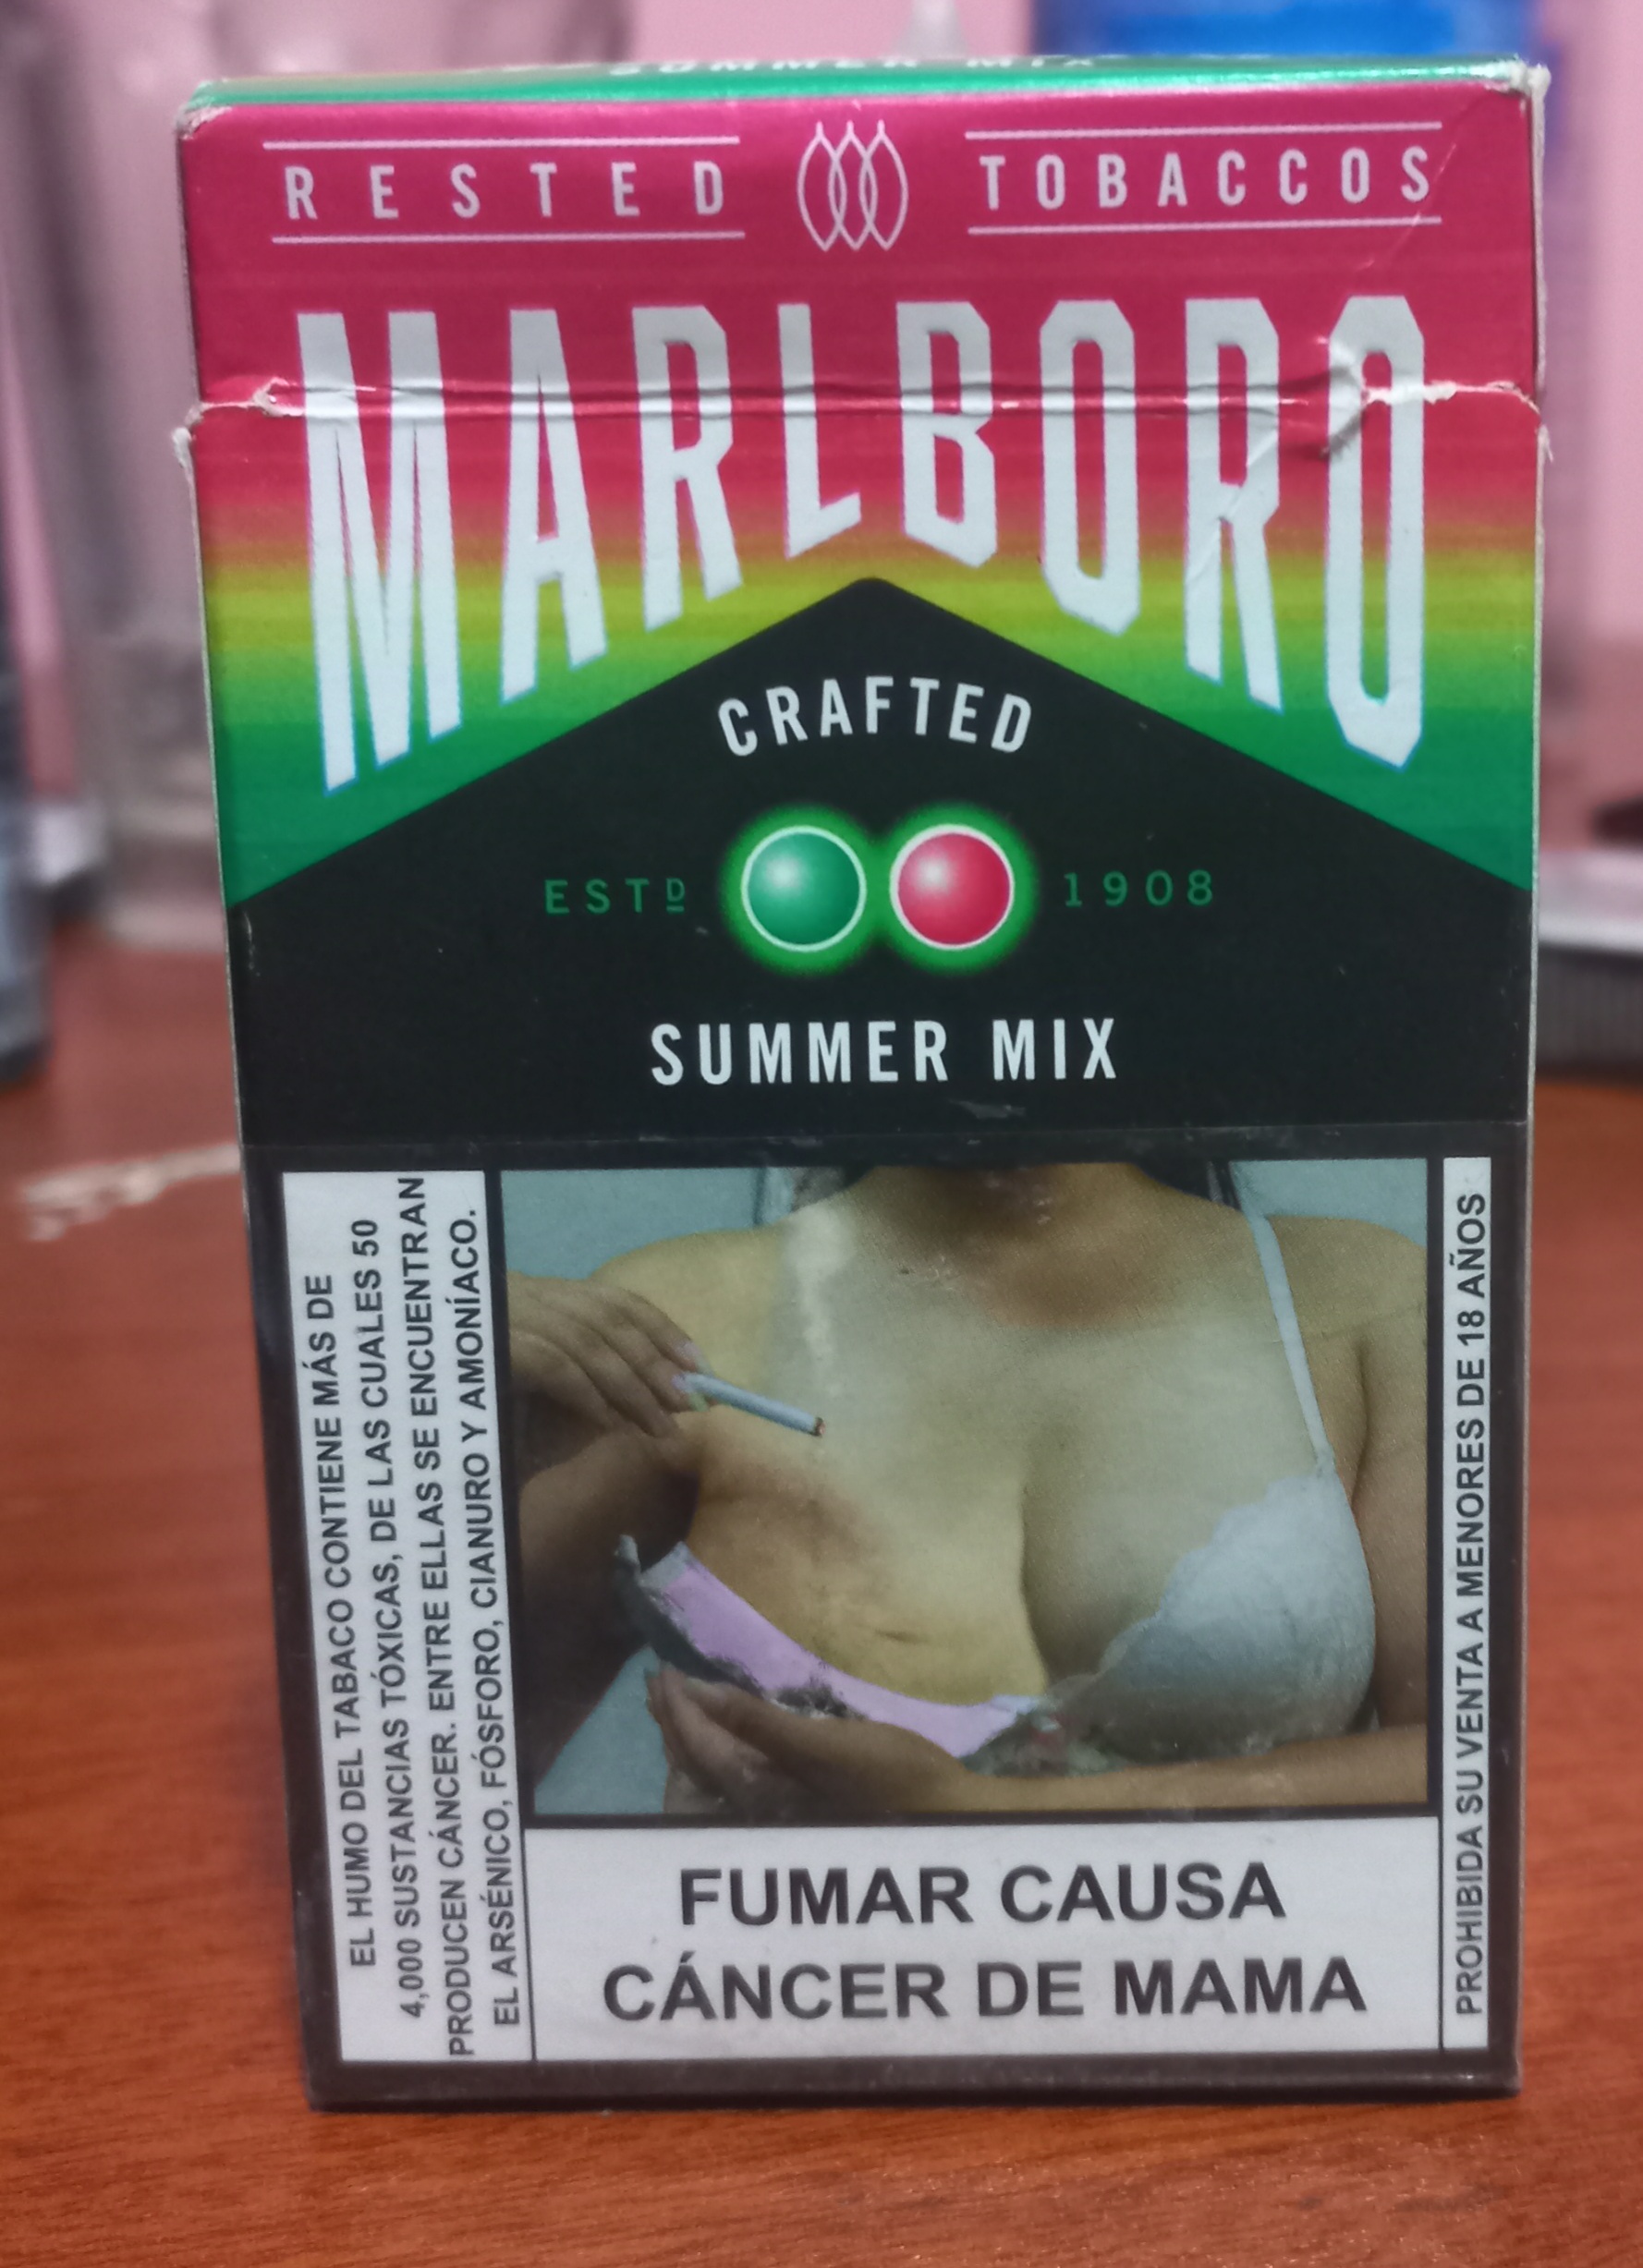 SUMMER MIX
RESTED TOBACCOS
MARLBORO
CRAFTED
ESTD 1908
SUMMER MIX
EL HUMO DEL TABACO CONTIENE MÁS DE
4,000 SUSTANCIAS TÓXICAS, DE LAS CUALES 50
PRODUCEN CÁNCER. ENTRE ELLAS SE ENCUENTRAN
EL ARSÉNICO, FÓSFORO, CIANURO Y AMONÍACO.
FUMAR CAUSA
CÁNCER DE MAMA
PROHIBIDA SU VENTA A MENORES DE 18 AÑOS